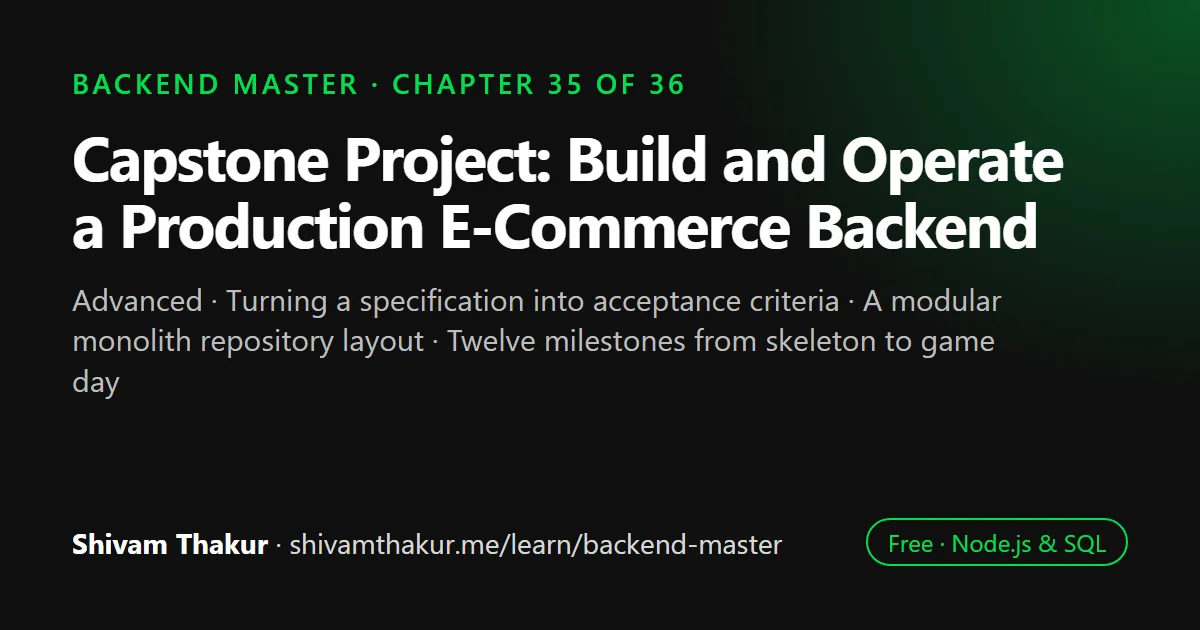 BACKEND MASTER · CHAPTER 35 OF 36
Capstone Project: Build and Operate
a Production E-Commerce Backend
Advanced · Turning a specification into acceptance criteria · A modular
monolith repository layout · Twelve milestones from skeleton to game
day
Shivam Thakur · shivamthakur.me/learn/backend-master
Free · Node.js & SQL